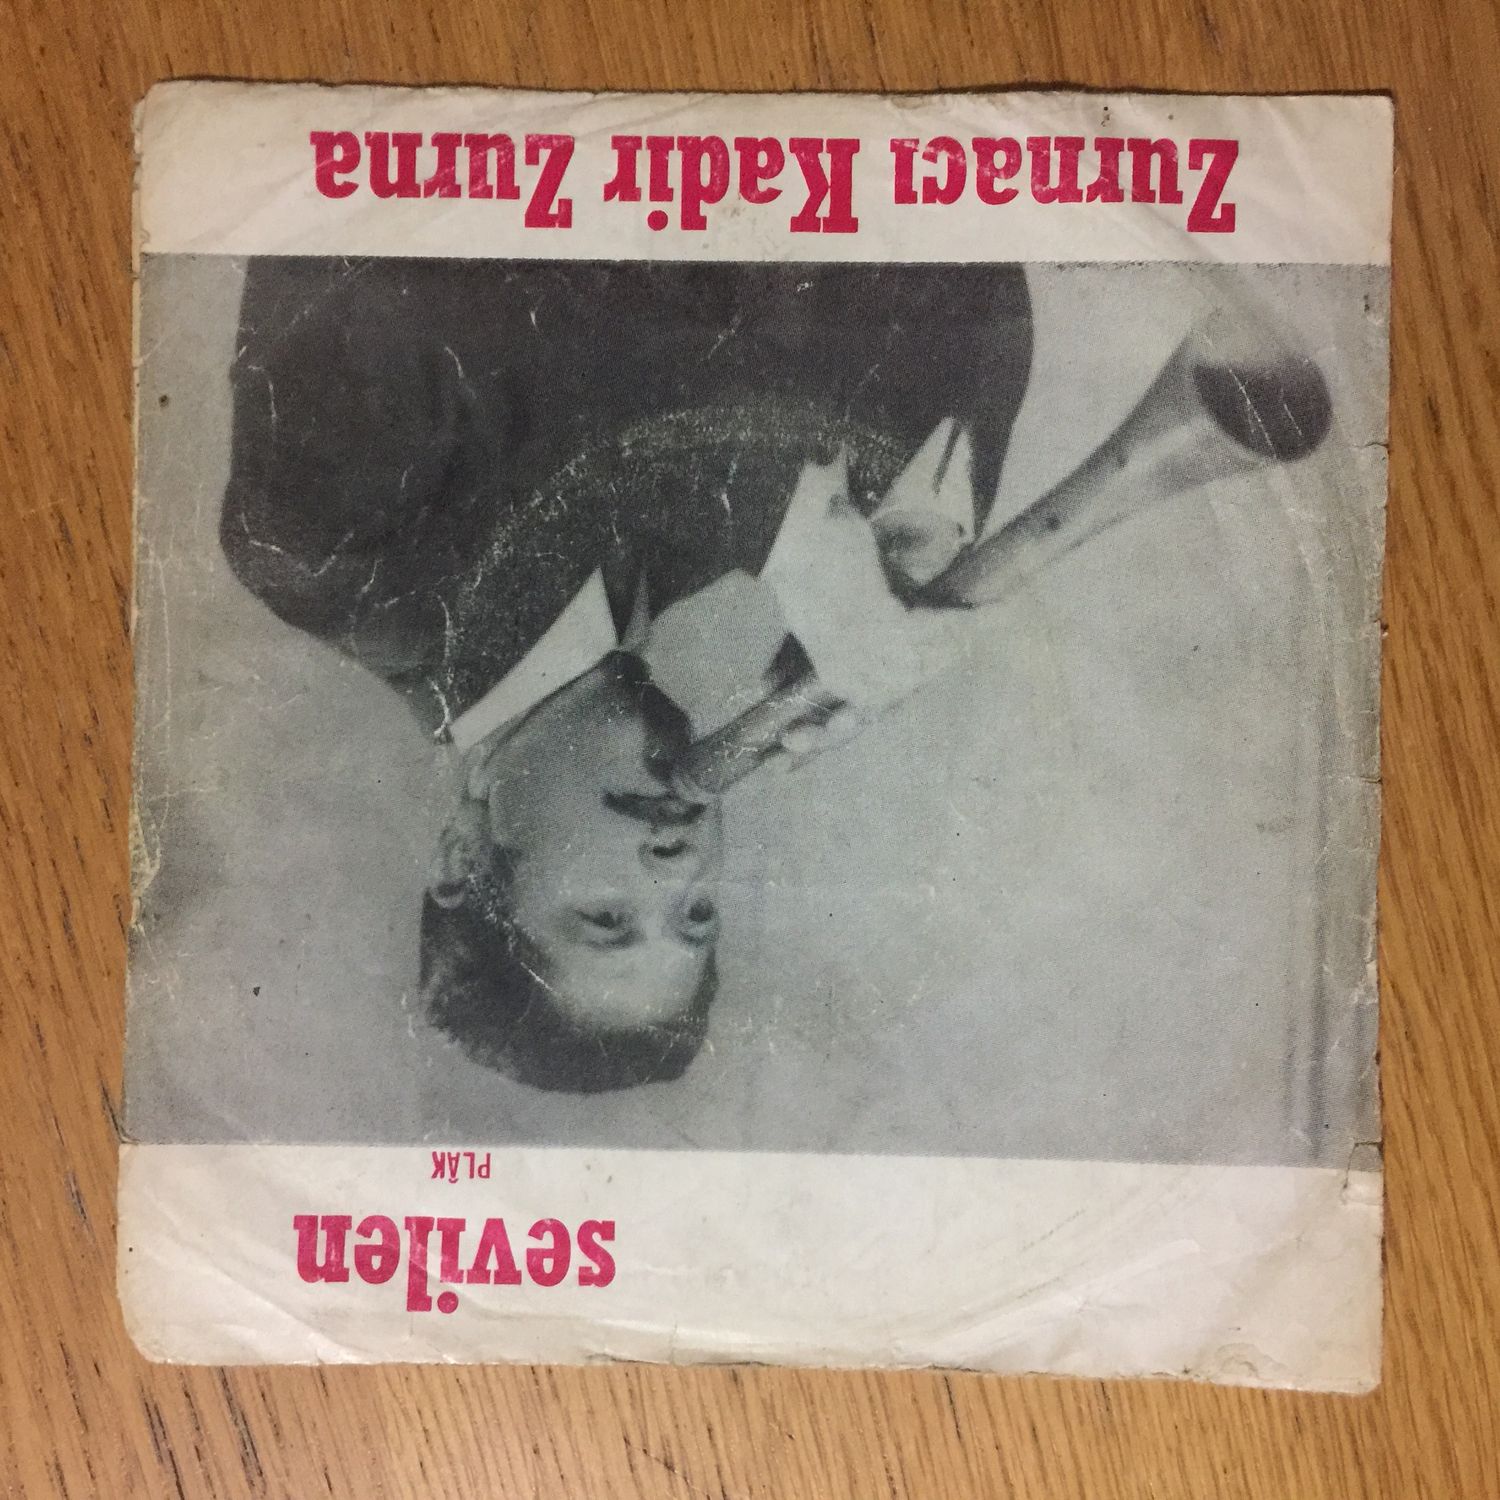 sevilen
PLÂK
Zurnacı Kadir Zurna